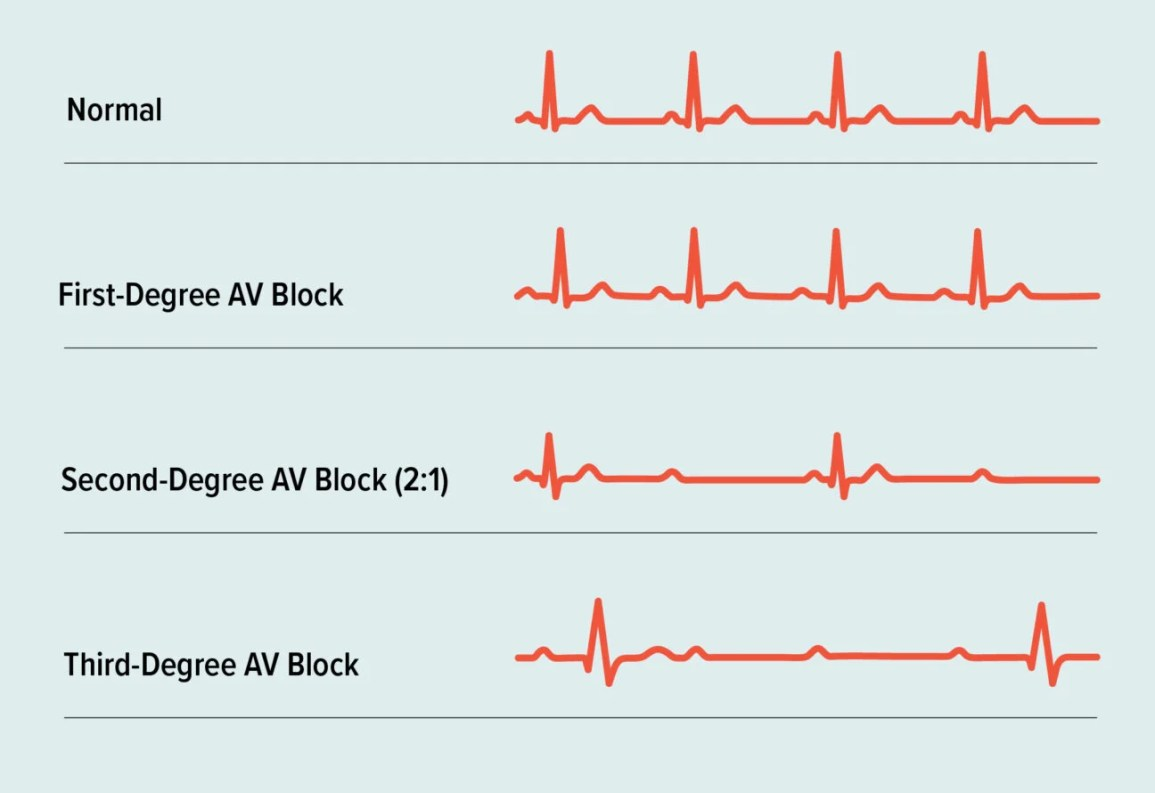 Normal
First-Degree AV Block
Second-Degree AV Block (2:1)
Third-Degree AV Block